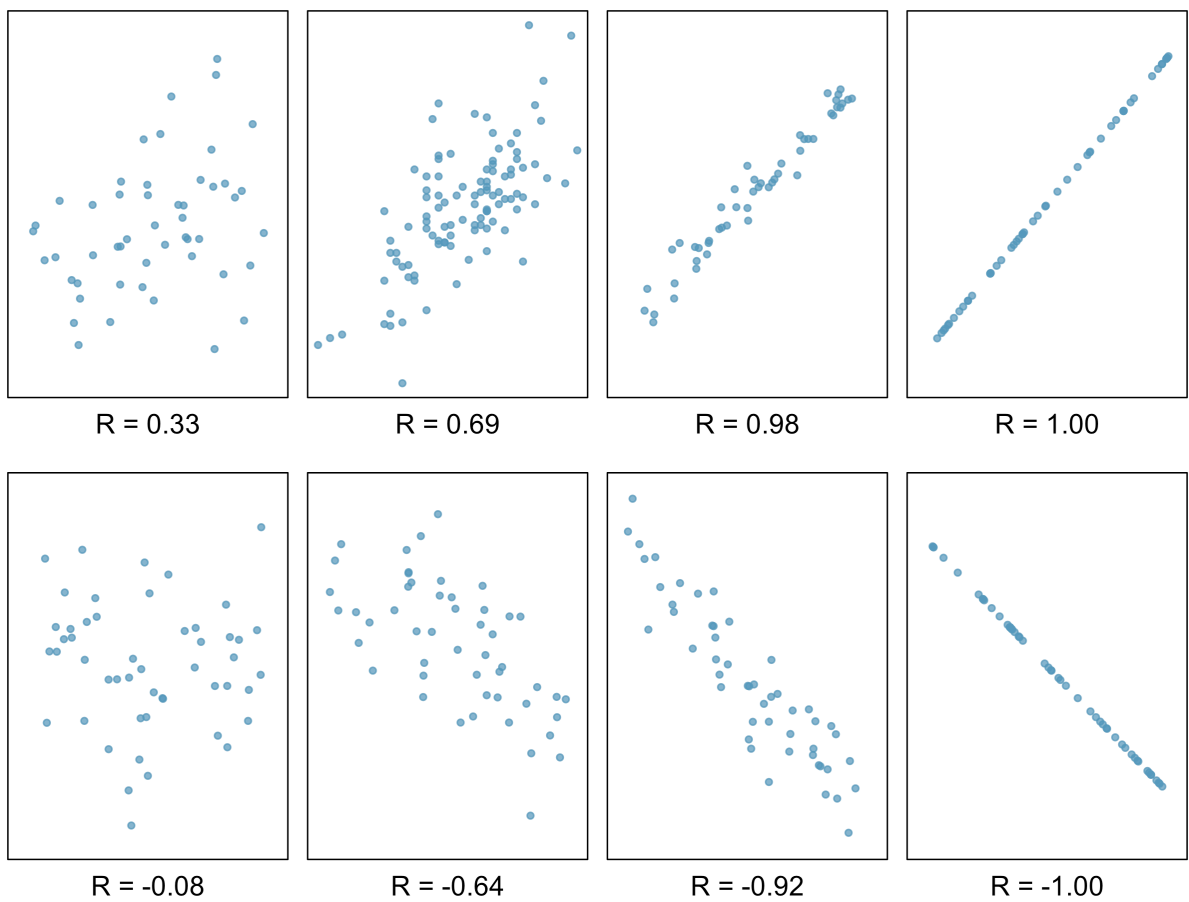 R = 0.33
R = 0.69
R = 0.98
R = 1.00
R = -0.08
R = -0.64
R = -0.92
R = -1.00